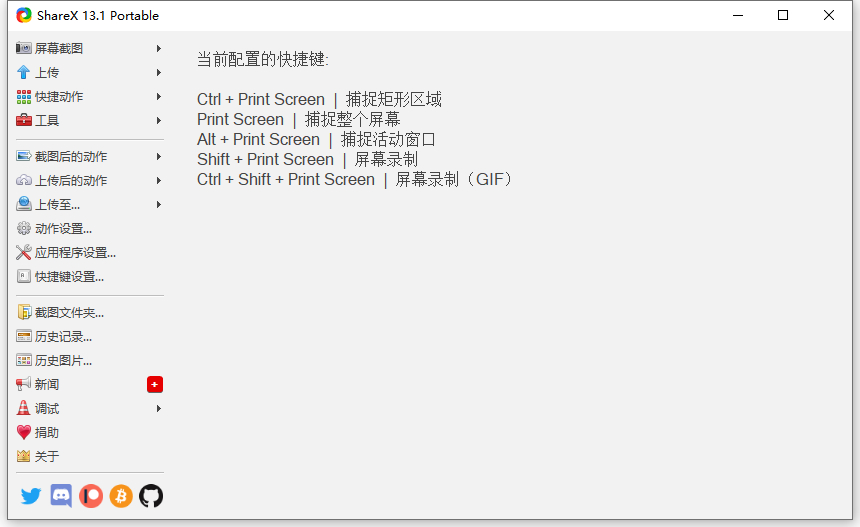 ShareX 13.1 Portable
屏幕截图
上传
快捷动作
工具
截图后的动作
上传后的动作
上传至...
动作设置...
应用程序设置...
快捷键设置...
截图文件夹...
历史记录...
历史图片...
新闻
+
调试
捐助
关于
当前配置的快捷键:
Ctrl + Print Screen | 捕捉矩形区域
Print Screen | 捕捉整个屏幕
Alt + Print Screen | 捕捉活动窗口
Shift + Print Screen | 屏幕录制
Ctrl + Shift + Print Screen | 屏幕录制（GIF）